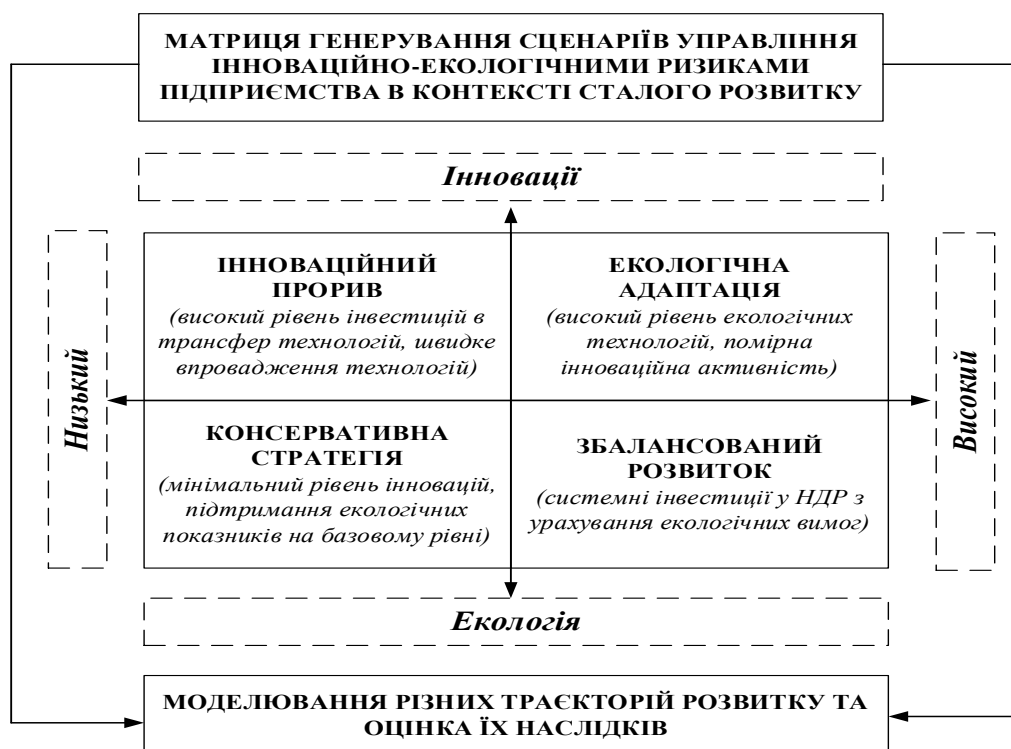 МАТРИЦЯ ГЕНЕРУВАННЯ СЦЕНАРІЇВ УПРАВЛІННЯ
ІННОВАЦІЙНО-ЕКОЛОГІЧНИМИ РИЗИКАМИ
ПІДПРИЄМСТВА В КОНТЕКСТІ СТАЛОГО РОЗВИТКУ
Інновації
Низький
ІННОВАЦІЙНИЙ
ПРОРИВ
(високий рівень інвестицій в
трансфер технологій, швидке
впровадження технологій)
ЕКОЛОГІЧНА
АДАПТАЦІЯ
(високий рівень екологічних
технологій, помірна
інноваційна активність)
Високий
КОНСЕРВАТИВНА
СТРАТЕГІЯ
(мінімальний рівень інновацій,
підтримання екологічних
показників на базовому рівні)
ЗБАЛАНСОВАНИЙ
РОЗВИТОК
(системні інвестиції у НДР з
урахування екологічних вимог)
Екологія
МОДЕЛЮВАННЯ РІЗНИХ ТРАЄКТОРІЙ РОЗВИТКУ ТА
ОЦІНКА ЇХ НАСЛІДКІВ